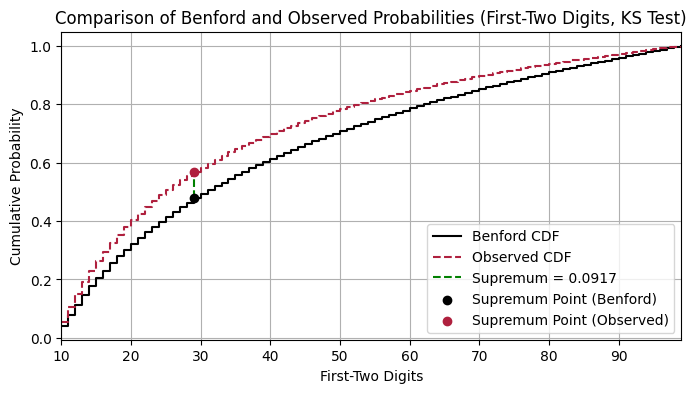 Comparison of Benford and Observed Probabilities (First-Two Digits, KS Test)
Cumulative Probability
1.0
0.8
0.6
0.4
0.2
0.0
10 20 30 40 50 60 70 80 90
First-Two Digits
Benford CDF
Observed CDF
Supremum = 0.0917
Supremum Point (Benford)
Supremum Point (Observed)